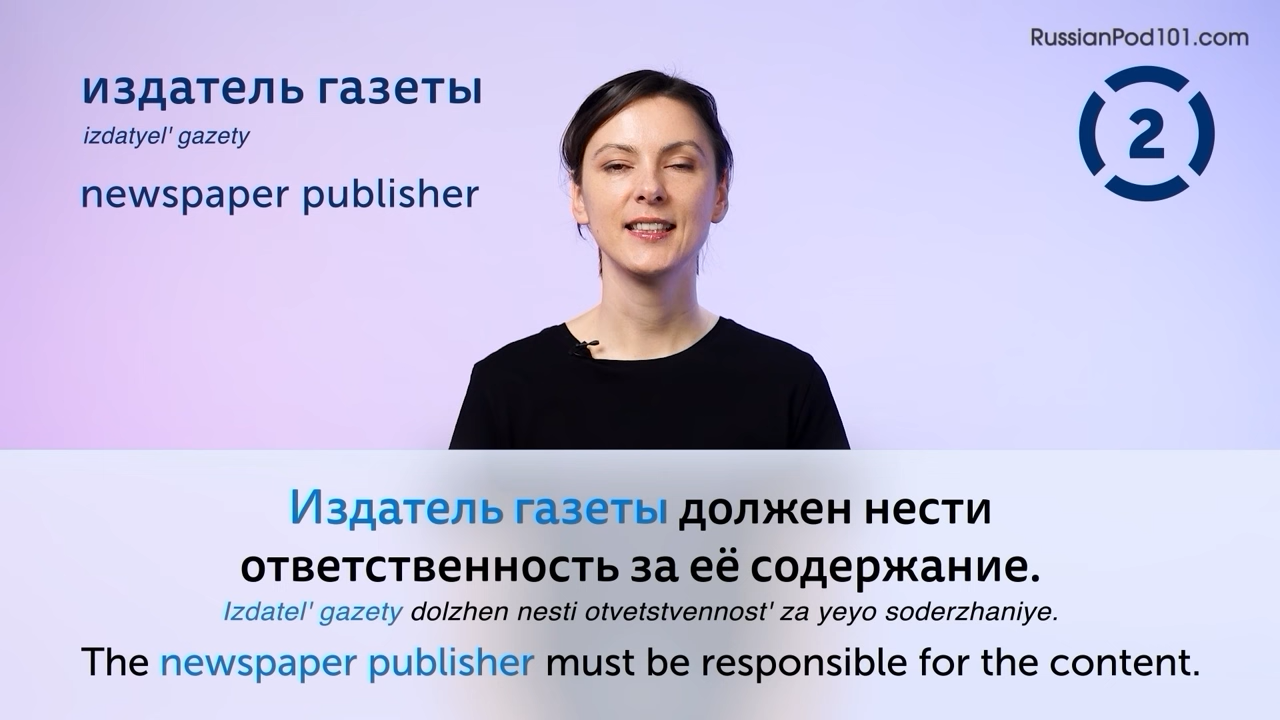 RussianPod101.com
издатель газеты
izdatyel' gazety
newspaper publisher
2
Издатель газеты должен нести
ответственность за её содержание.
Izdatel' gazety dolzhen nesti otvetstvennost' za yeyo soderzhaniye.
The newspaper publisher must be responsible for the content.